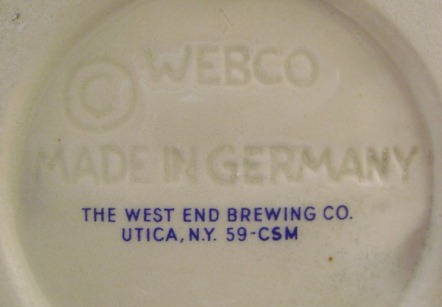 © WEBCO
MADE IN GERMANY
THE WEST END BREWING CO.
UTICA, N.Y. 59-CSM